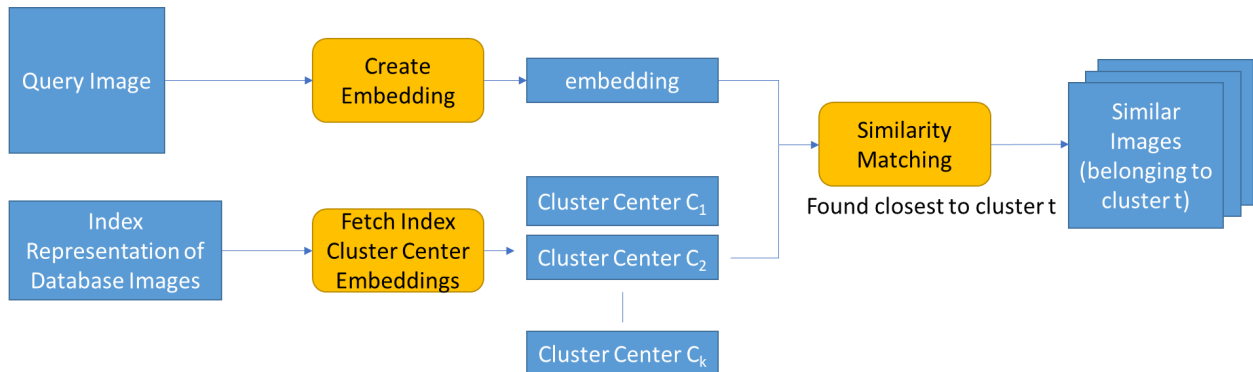 Query Image
Create
Embedding
embedding
Similarity
Matching
Found closest to cluster t
Similar
Images
(belonging to
cluster t)
Index
Representation of
Database Images
Fetch Index
Cluster Center
Embeddings
Cluster Center C₁
Cluster Center C₂
Cluster Center Cₖ